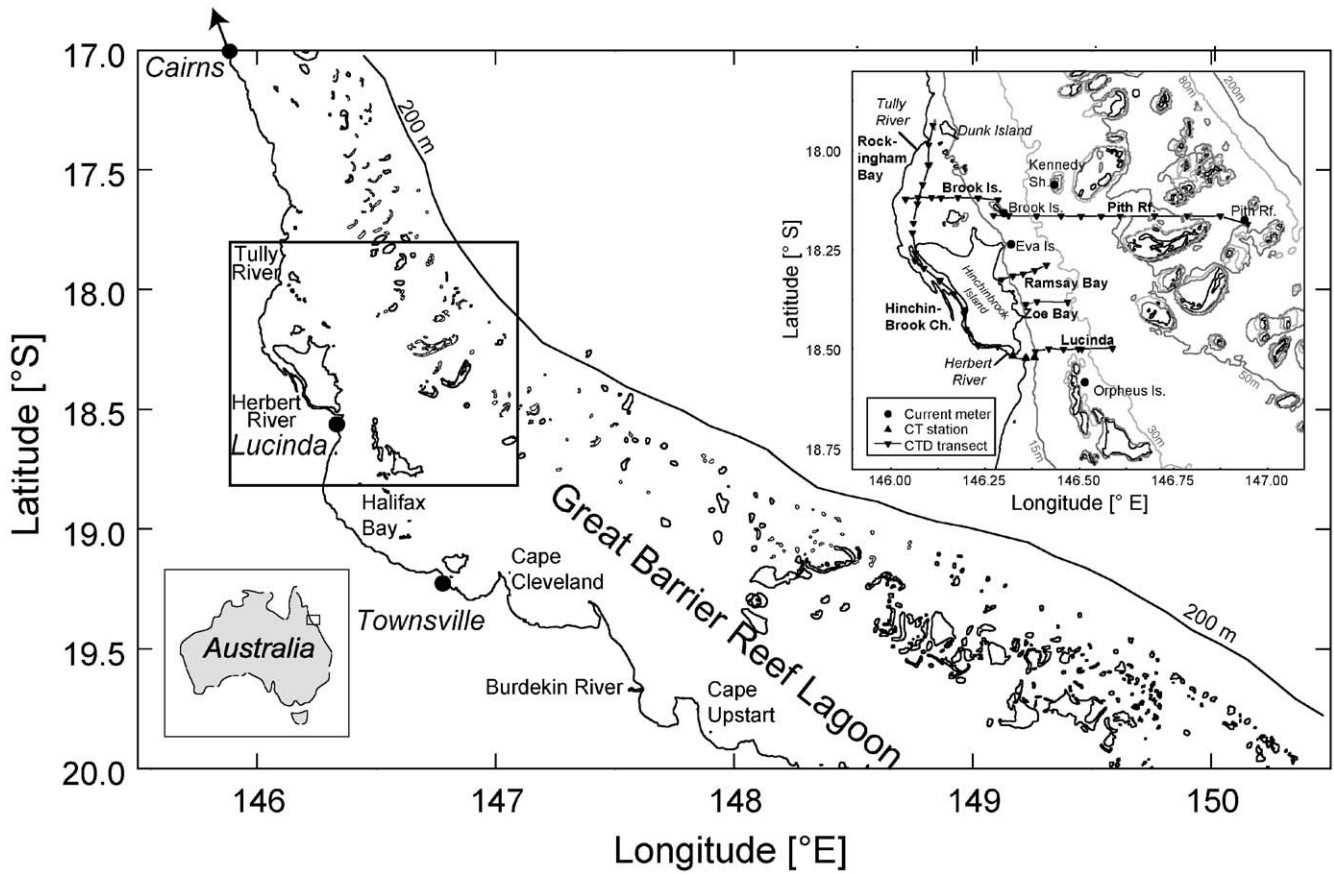 17.0
17.5
18.0
18.5
19.0
19.5
20.0
Latitude [°S]
146
147
148
149
150
Longitude [°E]
Cairns
200 m
Tully
River
Herbert
River
Lucinda
Halifax
Bay
Cape
Cleveland
Townsville
Burdekin River
Cape
Upstart
Great Barrier Reef Lagoon
200 m
Australia
18.00
18.25
18.50
18.75
Latitude [° S]
146.00
146.25
146.50
146.75
147.00
Longitude [° E]
Tully
River
Rock-
ingham
Bay
Dunk Island
Kennedy
Sh.
80m
200m
Brook Is.
Brook Is.
Pith Rf.
Pith Rf.
Eva Is.
Hinchinbrook
Island
Ramsay Bay
Zoe Bay
Hinchin-
Brook Ch.
Lucinda
Herbert
River
Orpheus Is.
50m
15m
30m
Current meter
CT station
CTD transect